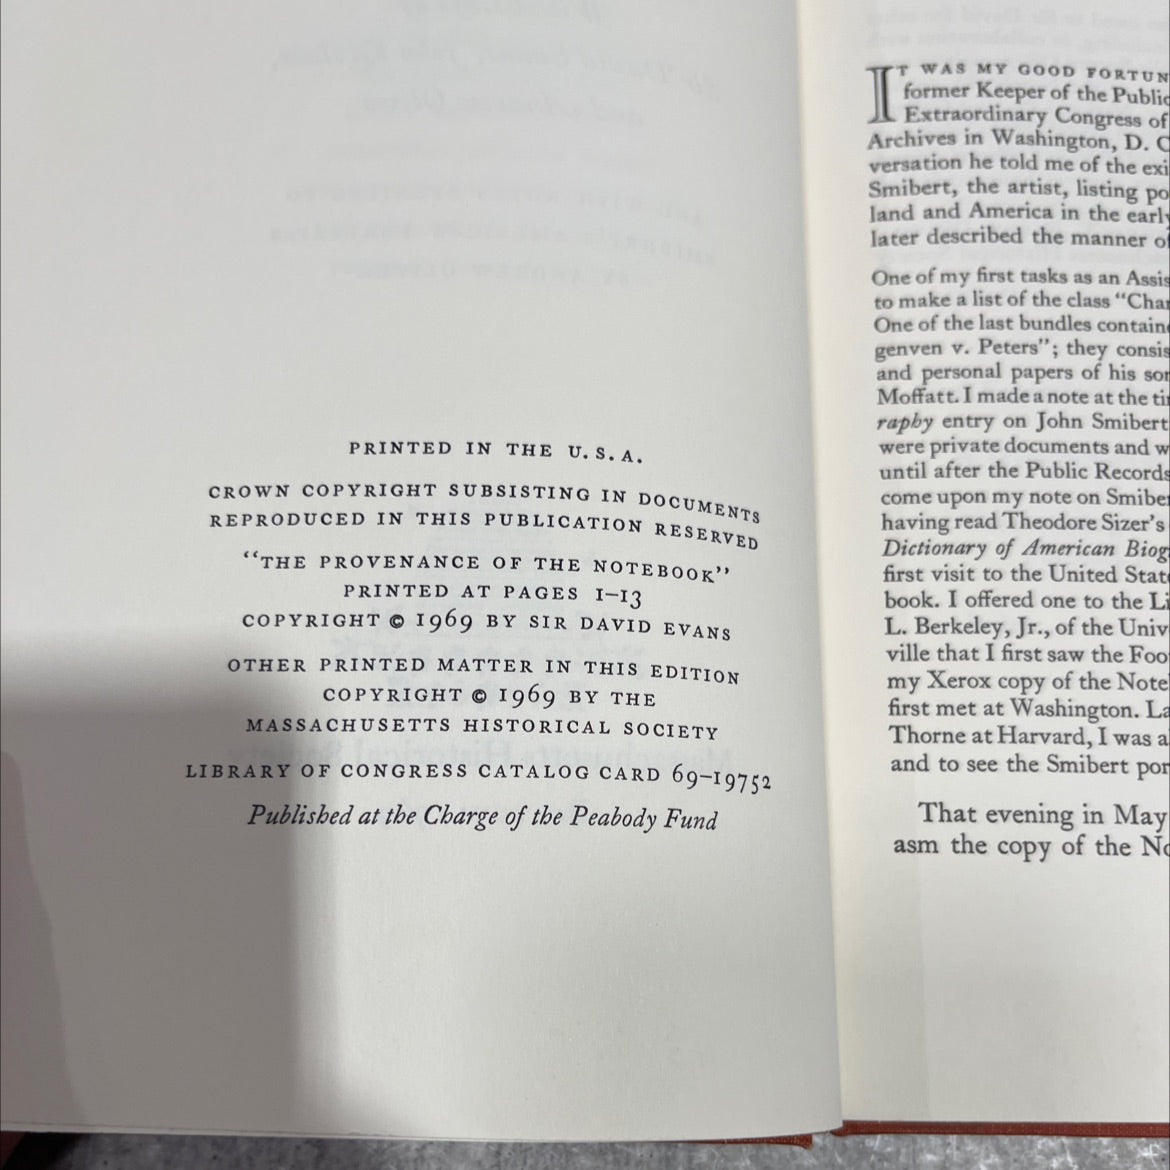 PRINTED IN THE U.S.A.
CROWN COPYRIGHT SUBSISTING IN DOCUMENTS
REPRODUCED IN THIS PUBLICATION RESERVED
"THE PROVENANCE OF THE NOTEBOOK"
PRINTED AT PAGES 1–13
COPYRIGHT © 1969 BY SIR DAVID EVANS
OTHER PRINTED MATTER IN THIS EDITION
COPYRIGHT © 1969 BY THE
MASSACHUSETTS HISTORICAL SOCIETY
LIBRARY OF CONGRESS CATALOG CARD 69–19752
Published at the Charge of the Peabody Fund
IT WAS MY GOOD FORTUN
former Keeper of the Public
Extraordinary Congress of
Archives in Washington, D. C
versation he told me of the exi
Smibert, the artist, listing po
land and America in the early
later described the manner of
One of my first tasks as an Assis
to make a list of the class "Char
One of the last bundles containe
genven v. Peters"; they consis
and personal papers of his son
Moffatt. I made a note at the tim
raphy entry on John Smibert
were private documents and w
until after the Public Records
come upon my note on Smiber
having read Theodore Sizer's
Dictionary of American Biog
first visit to the United State
book. I offered one to the Li
L. Berkeley, Jr., of the Univ
ville that I first saw the Foo
my Xerox copy of the Note
first met at Washington. La
Thorne at Harvard, I was a
and to see the Smibert por
That evening in May
asm the copy of the No